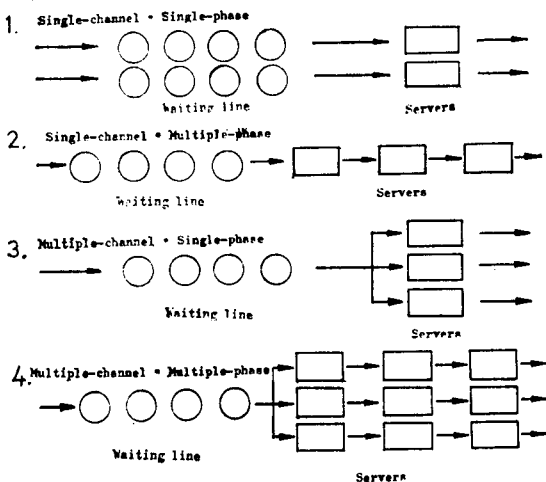 1. Single-channel • Single-phase
Waiting line
Servers
2. Single-channel • Multiple-phase
Waiting line
Servers
3. Multiple-channel • Single-phase
Waiting line
Servers
4. Multiple-channel • Multiple-phase
Waiting line
Servers